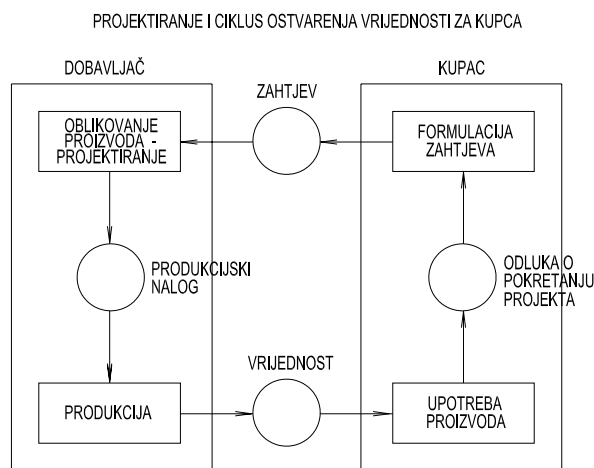 PROJEKTIRANJE I CIKLUS OSTVARENJA VRIJEDNOSTI ZA KUPCA
DOBAVLJAČ
KUPAC
ZAHTJEV
OBLIKOVANJE
PROIZVODA -
PROJEKTIRANJE
FORMULACIJA
ZAHTJEVA
PRODUKCIJSKI
NALOG
ODLUKA O
POKRETANJU
PROJEKTA
VRIJEDNOST
PRODUKCIJA
UPOTREBA
PROIZVODA